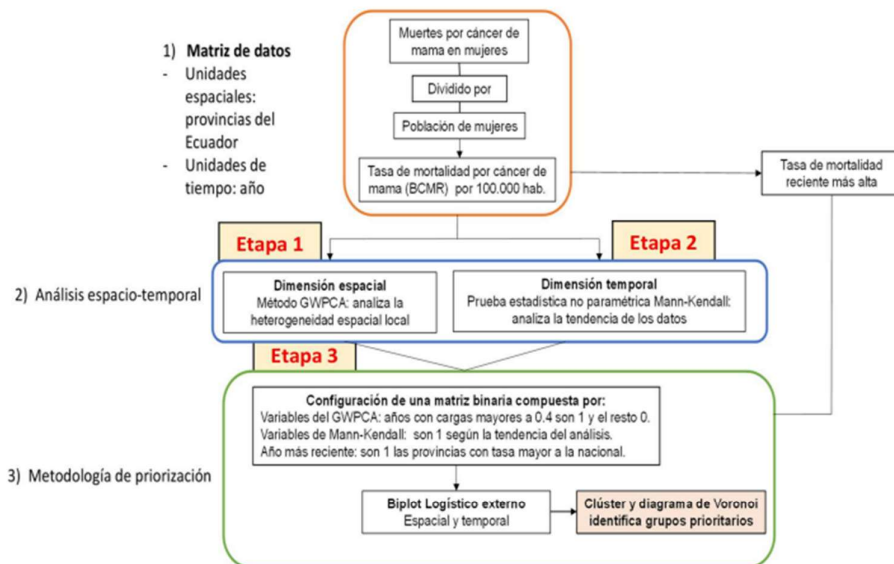 1) Matriz de datos
- Unidades
espaciales:
provincias del
Ecuador
- Unidades de
tiempo: año
Muertes por cáncer de
mama en mujeres
Dividido por
Población de mujeres
Tasa de mortalidad por cáncer de
mama (BCMR) por 100.000 hab.
Tasa de mortalidad
reciente más alta
Etapa 1
Etapa 2
2) Análisis espacio-temporal
Dimensión espacial
Método GWPCA: analiza la
heterogeneidad espacial local
Dimensión temporal
Prueba estadística no paramétrica Mann-Kendall:
analiza la tendencia de los datos
Etapa 3
3) Metodología de priorización
Configuración de una matriz binaria compuesta por:
Variables del GWPCA: años con cargas mayores a 0.4 son 1 y el resto 0.
Variables de Mann-Kendall: son 1 según la tendencia del análisis.
Año más reciente: son 1 las provincias con tasa mayor a la nacional.
Biplot Logístico externo
Espacial y temporal
Clúster y diagrama de Voronoi
identifica grupos prioritarios